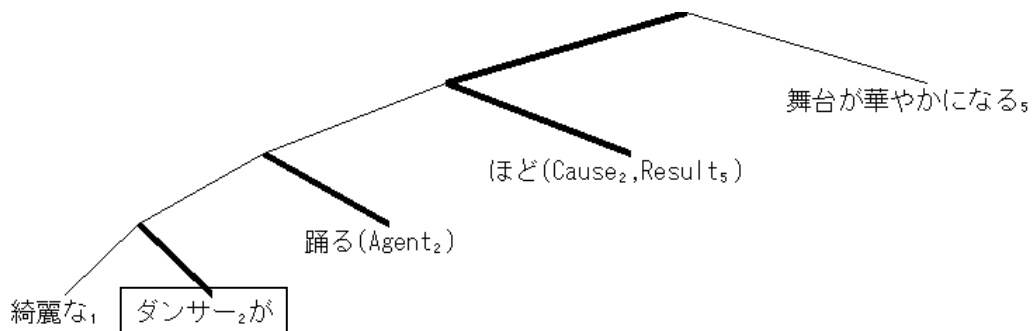 舞台が華やかになる₅
ほど(Cause₂,Result₅)
踊る(Agent₂)
綺麗な₁ ダンサー₂が